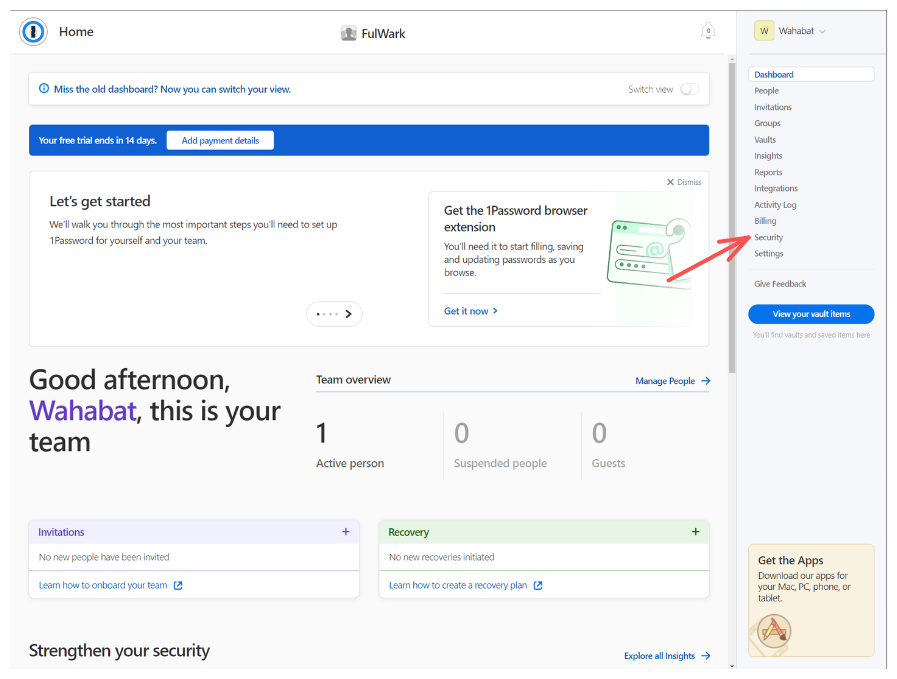 Home
FulWark
0
W
Wahabat
Miss the old dashboard? Now you can switch your view.
Switch view
Your free trial ends in 14 days.
Add payment details
Dismiss
Let's get started
We'll walk you through the most important steps you'll need to set up
1Password for yourself and your team.
Get the 1Password browser
extension
You'll need it to start filling, saving
and updating passwords as you
browse.
Get it now
@
Good afternoon,
Wahabat, this is your
team
Team overview
Manage People
1
Active person
0
Suspended people
0
Guests
Invitations
+
No new people have been invited
Learn how to onboard your team
Recovery
+
No new recoveries initiated
Learn how to create a recovery plan
Strengthen your security
Explore all Insights
Dashboard
People
Invitations
Groups
Vaults
Insights
Reports
Integrations
Activity Log
Billing
Security
Settings
Give Feedback
View your vault items
You'll find vaults and saved items here
Get the Apps
Download our apps for
your Mac, PC, phone, or
tablet.